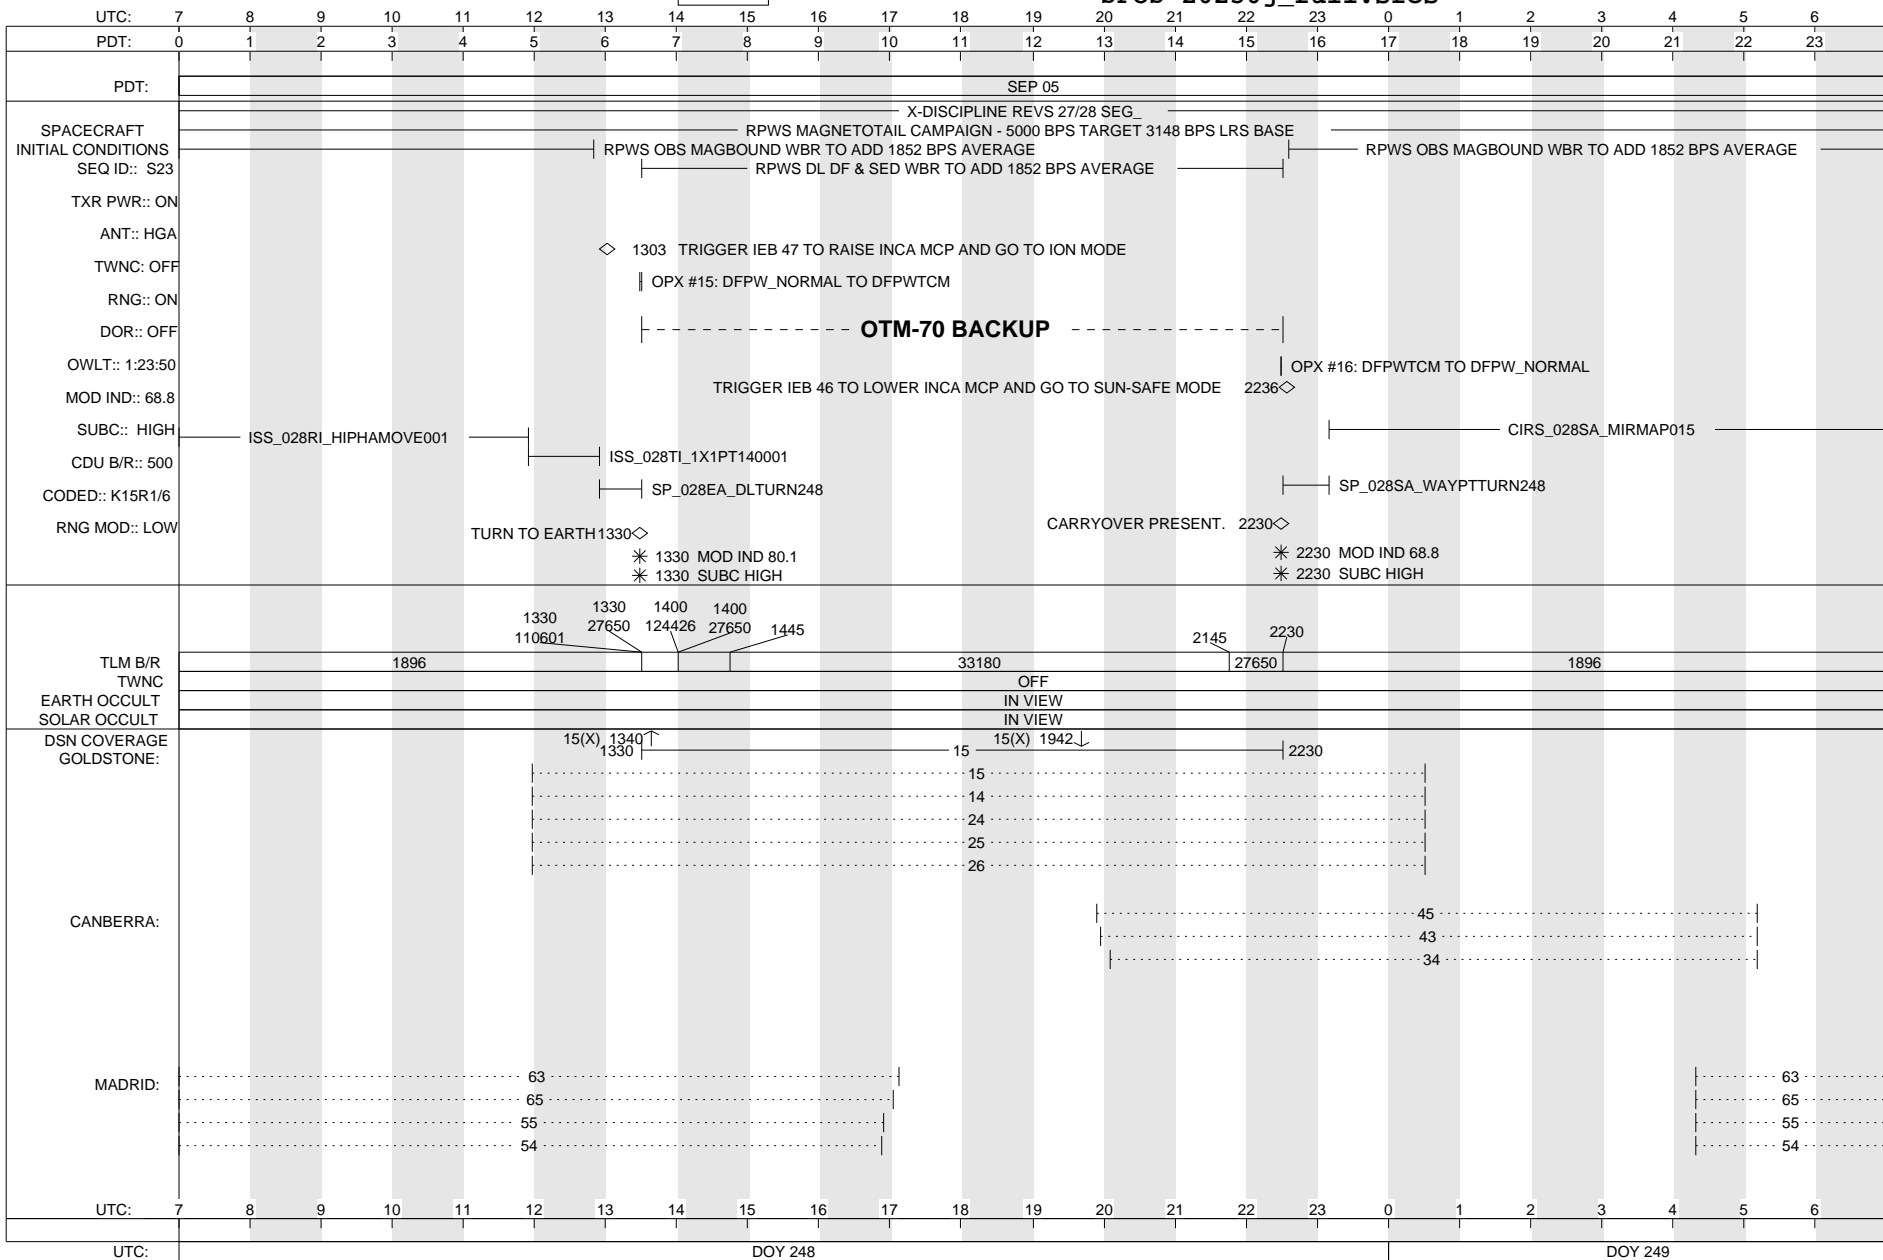 UTC: 7 8 9 10 11 12 13 14 15 16 17 18 19 20 21 22 23 0 1 2 3 4 5 6
PDT: 0 1 2 3 4 5 6 7 8 9 10 11 12 13 14 15 16 17 18 19 20 21 22 23
PDT: SEP 05
X-DISCIPLINE REVS 27/28 SEG_
SPACECRAFT RPWS MAGNETOTAIL CAMPAIGN - 5000 BPS TARGET 3148 BPS LRS BASE
INITIAL CONDITIONS RPWS OBS MAGBOUND WBR TO ADD 1852 BPS AVERAGE RPWS OBS MAGBOUND WBR TO ADD 1852 BPS AVERAGE
SEQ ID:: S23 RPWS DL DF & SED WBR TO ADD 1852 BPS AVERAGE
TXR PWR:: ON
ANT:: HGA
1303 TRIGGER IEB 47 TO RAISE INCA MCP AND GO TO ION MODE
TWNC: OFF
OPX #15: DFPW_NORMAL TO DFPWTCM
RNG:: ON
DOR:: OFF OTM-70 BACKUP
OWLT:: 1:23:50 OPX #16: DFPWTCM TO DFPW_NORMAL
TRIGGER IEB 46 TO LOWER INCA MCP AND GO TO SUN-SAFE MODE 2236
MOD IND:: 68.8
SUBC:: HIGH ISS_028RI_HIPHAMOVE001 CIRS_028SA_MIRMAP015
CDU B/R:: 500 ISS_028TI_1X1PT140001
CODED:: K15R1/6 SP_028EA_DLTURN248 SP_028SA_WAYPTTURN248
RNG MOD:: LOW TURN TO EARTH 1330 CARRYOVER PRESENT. 2230
1330 MOD IND 80.1 2230 MOD IND 68.8
1330 SUBC HIGH 2230 SUBC HIGH
1330 1330 1400 1400
110601 27650 124426 27650 1445 2145 2230
TLM B/R 1896 33180 27650 1896
TWNC OFF
EARTH OCCULT IN VIEW
SOLAR OCCULT IN VIEW
DSN COVERAGE 15(X) 1340 15(X) 1942
GOLDSTONE: 1330 15 2230
15
14
24
25
26
CANBERRA: 45
43
34
MADRID: 63 63
65 65
55 55
54 54
UTC: 7 8 9 10 11 12 13 14 15 16 17 18 19 20 21 22 23 0 1 2 3 4 5 6
UTC: DOY 248 DOY 249